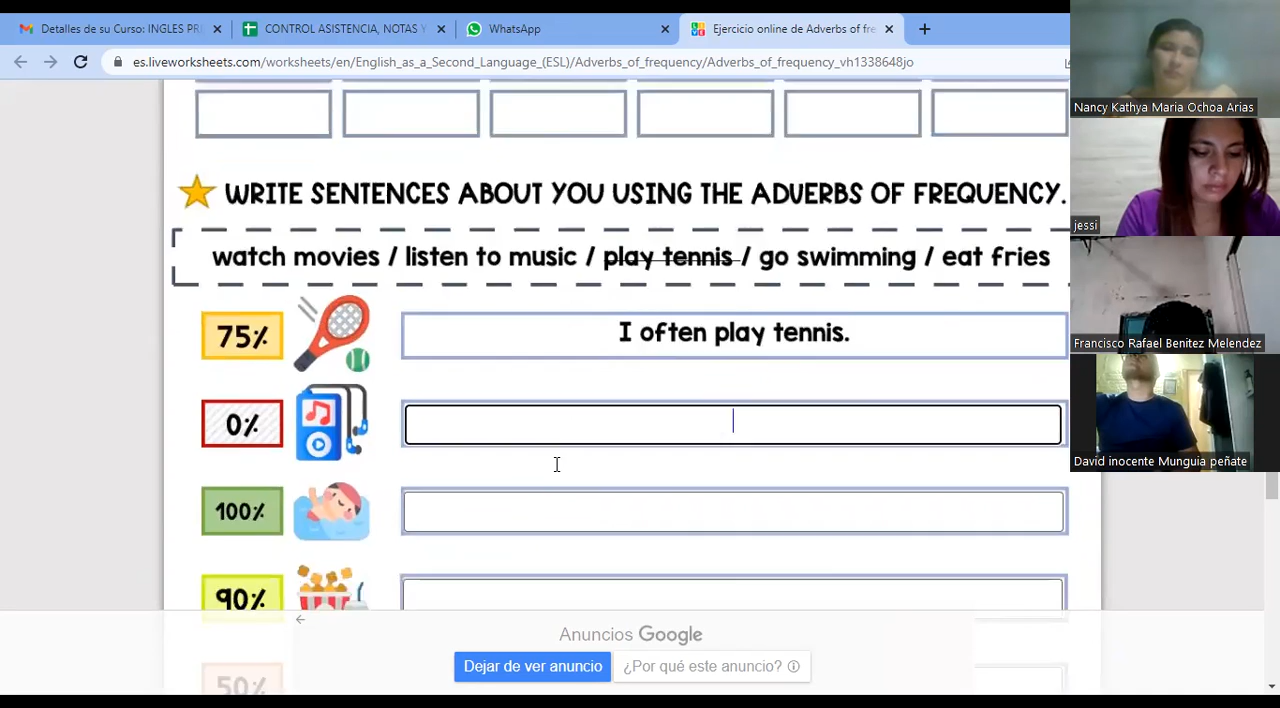 Detalles de su Curso: INGLES PRI
CONTROL ASISTENCIA, NOTAS Y
WhatsApp
Ejercicio online de Adverbs of fre
es.liveworksheets.com/worksheets/en/English_as_a_Second_Language_(ESL)/Adverbs_of_frequency/Adverbs_of_frequency_vh1338648jo
WRITE SENTENCES ABOUT YOU USING THE ADVERBS OF FREQUENCY.
watch movies / listen to music / play tennis / go swimming / eat fries
75%
I often play tennis.
0%
100%
90%
50%
Anuncios Google
Dejar de ver anuncio
¿Por qué este anuncio?
Nancy Kathya Maria Ochoa Arias
jessi
Francisco Rafael Benitez Melendez
David inocente Munguia peñate